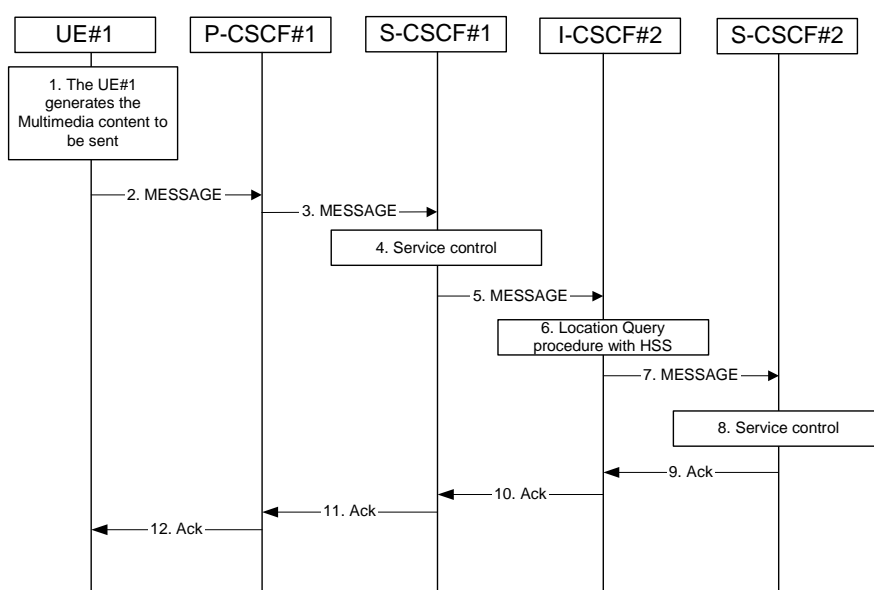 UE#1
P-CSCF#1
S-CSCF#1
I-CSCF#2
S-CSCF#2
1. The UE#1
generates the
Multimedia content to
be sent
2. MESSAGE
3. MESSAGE
4. Service control
5. MESSAGE
6. Location Query
procedure with HSS
7. MESSAGE
8. Service control
9. Ack
10. Ack
11. Ack
12. Ack